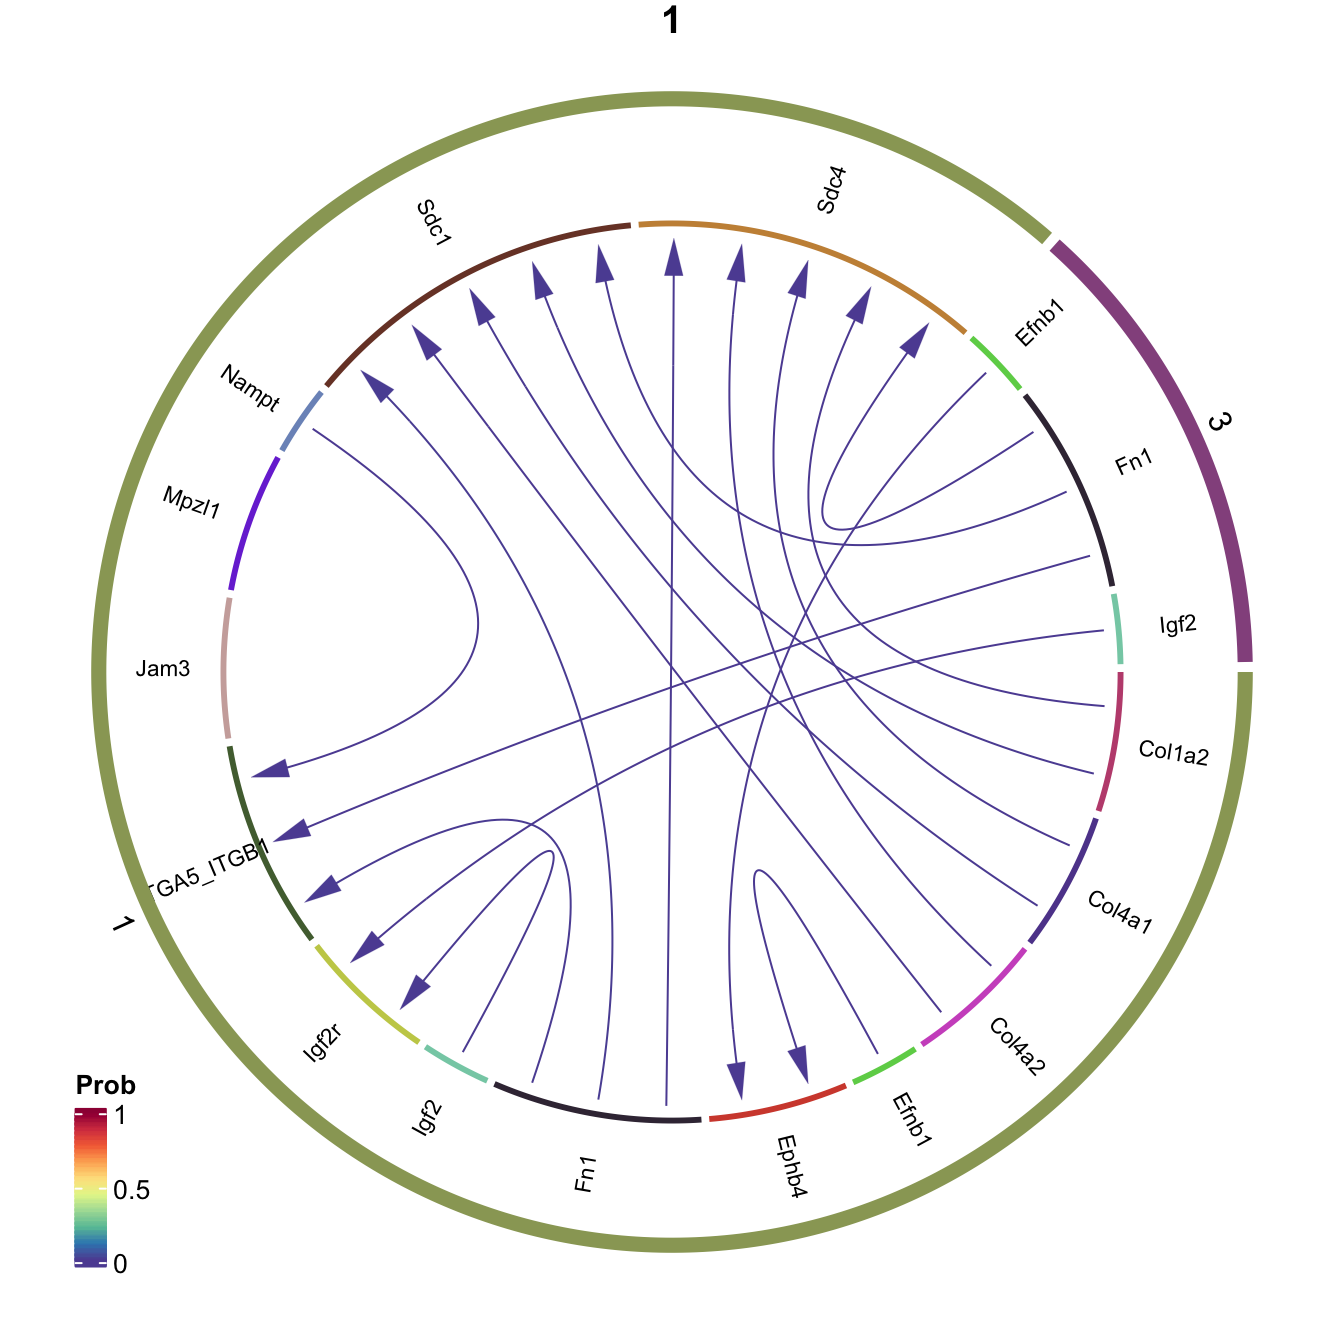 1
Sdc4
Sdc1
Efnb1
3
Nampt
Fn1
Mpzl1
Igf2
Jam3
Col1a2
TGA5_ITGB1
1
Col4a1
Igf2r
Col4a2
Igf2
Efnb1
Fn1
Ephb4
Prob
1
0.5
0